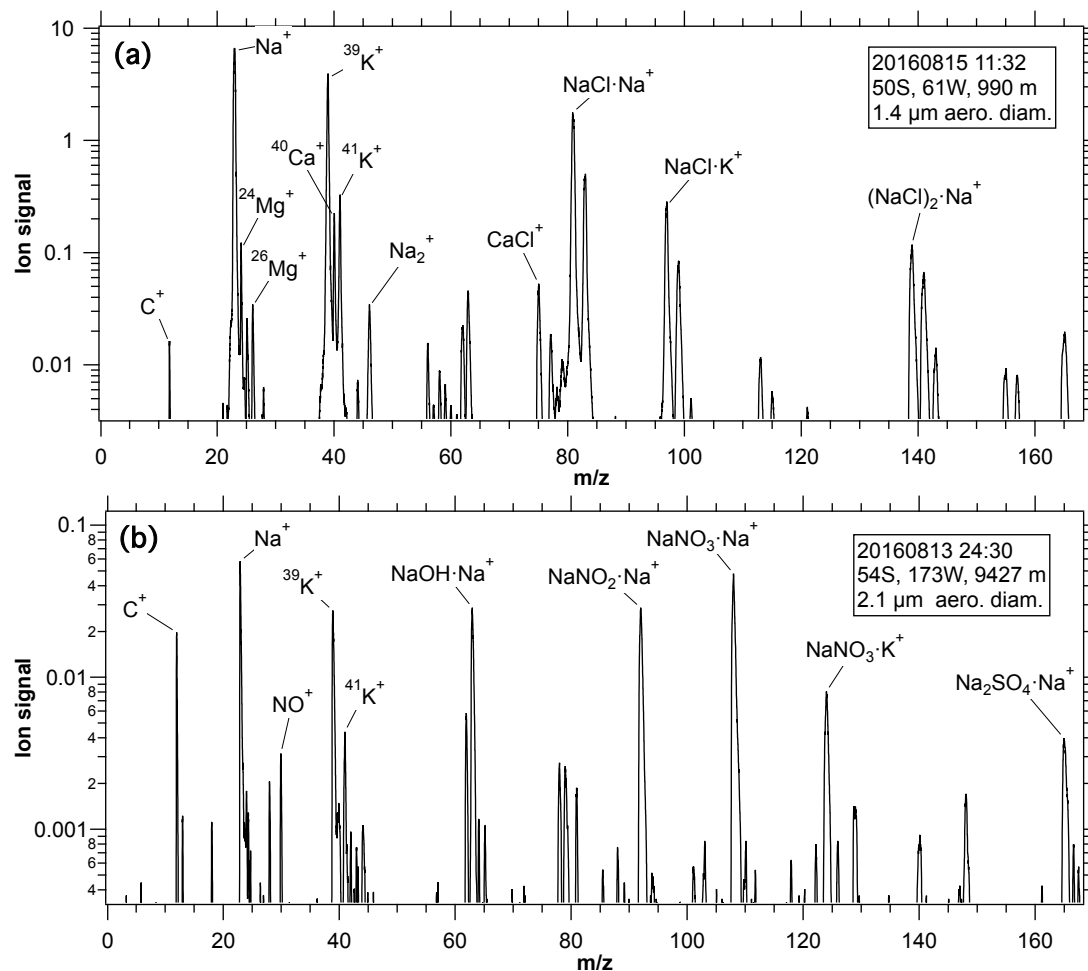 (a)
Na⁺
³⁹K⁺
⁴⁰Ca⁺
⁴¹K⁺
²⁴Mg⁺
²⁶Mg⁺
C⁺
Na₂⁺
CaCl⁺
NaCl·Na⁺
NaCl·K⁺
(NaCl)₂·Na⁺
20160815 11:32
50S, 61W, 990 m
1.4 µm aero. diam.
Ion signal
10
1
0.1
0.01
0 20 40 60 80 100 120 140 160
m/z
(b)
Na⁺
C⁺
NO⁺
³⁹K⁺
⁴¹K⁺
NaOH·Na⁺
NaNO₂·Na⁺
NaNO₃·Na⁺
NaNO₃·K⁺
Na₂SO₄·Na⁺
20160813 24:30
54S, 173W, 9427 m
2.1 µm aero. diam.
Ion signal
0.1
8
6
4
2
0.01
8
6
4
2
0.001
8
6
4
0 20 40 60 80 100 120 140 160
m/z